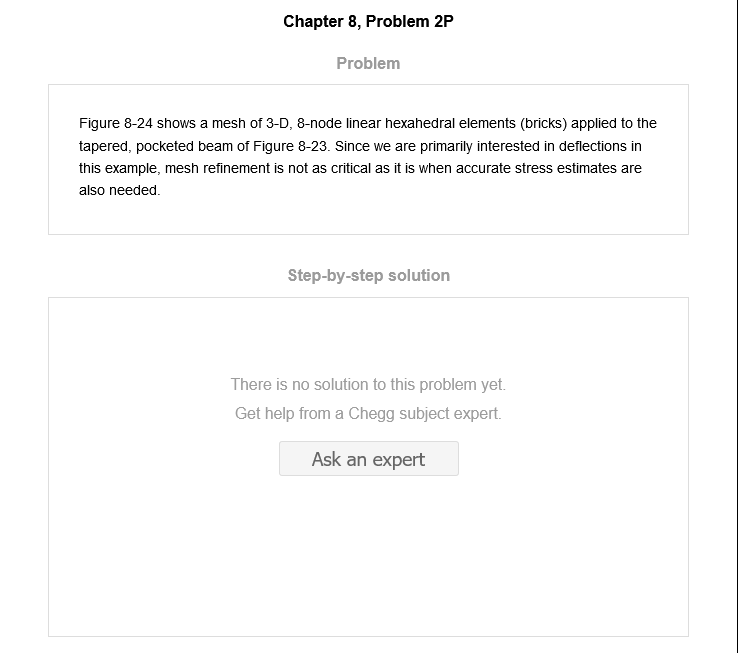 Chapter 8, Problem 2P
Problem
Figure 8-24 shows a mesh of 3-D, 8-node linear hexahedral elements (bricks) applied to the
tapered, pocketed beam of Figure 8-23. Since we are primarily interested in deflections in
this example, mesh refinement is not as critical as it is when accurate stress estimates are
also needed.
Step-by-step solution
There is no solution to this problem yet.
Get help from a Chegg subject expert.
Ask an expert